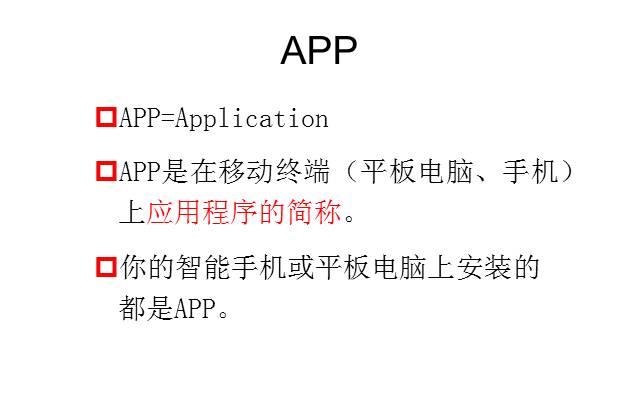 APP
APP=Application
APP是在移动终端（平板电脑、手机）
上应用程序的简称。
你的智能手机或平板电脑上安装的
都是APP。